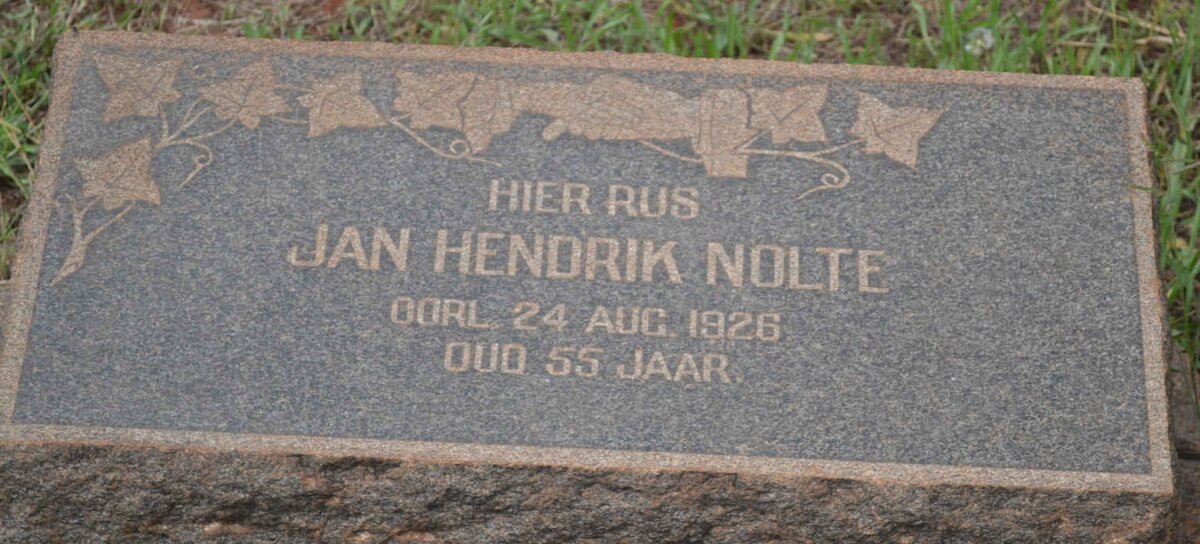 HIER RUS
JAN HENDRIK NOLTE
OORL. 24 AUG. 1926.
OUD 55 JAAR.